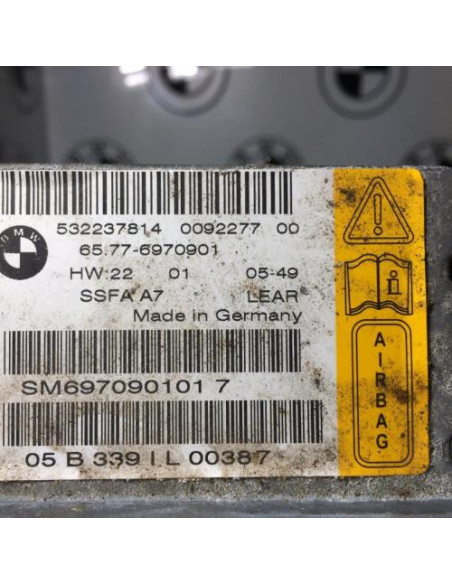 BMW
532237814 0092277 00
65.77-6970901
HW:22 01 05-49
SSFA A7 LEAR
Made in Germany
SM697090101 7
05 B 339 I L 00387
i
AIRBAG